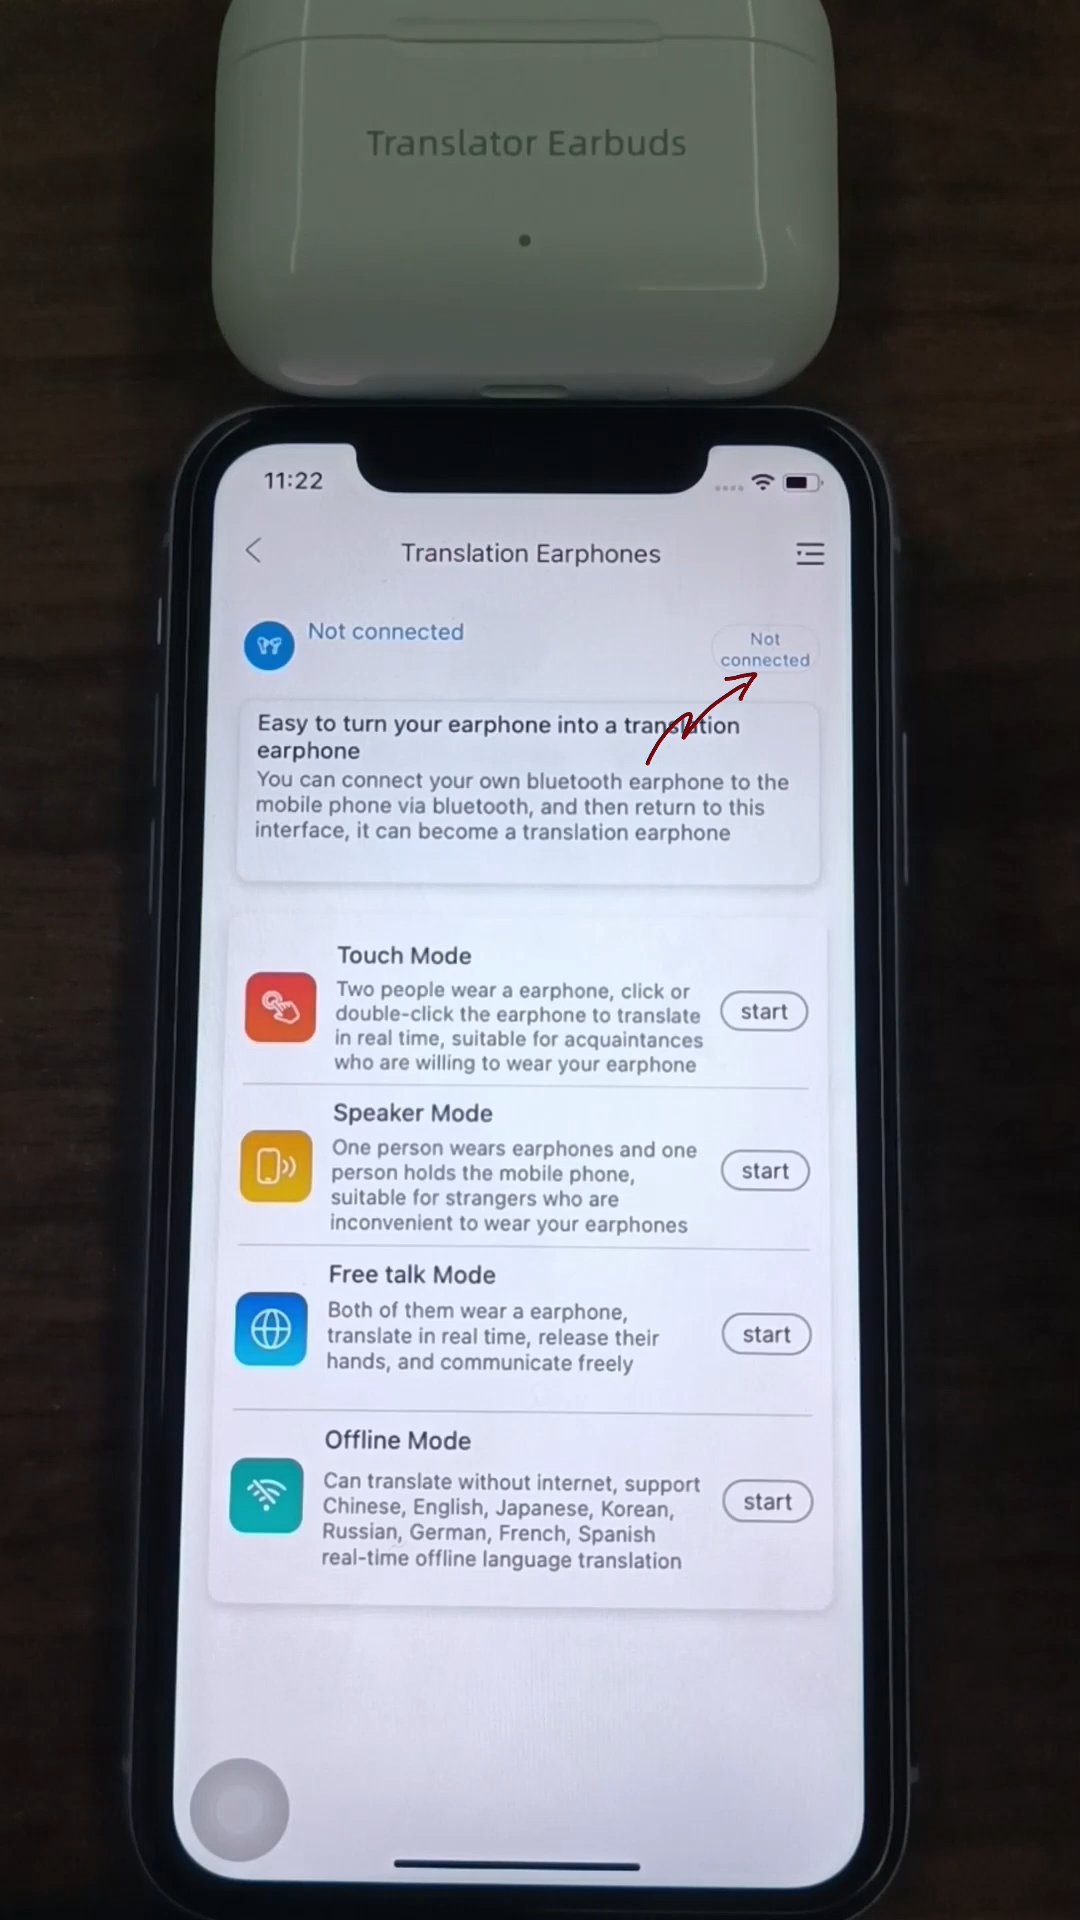 Translator Earbuds
11:22
Translation Earphones
Not connected
Not
connected
Easy to turn your earphone into a translation
earphone
You can connect your own bluetooth earphone to the
mobile phone via bluetooth, and then return to this
interface, it can become a translation earphone
Touch Mode
Two people wear a earphone, click or
double-click the earphone to translate
in real time, suitable for acquaintances
who are willing to wear your earphone
start
Speaker Mode
One person wears earphones and one
person holds the mobile phone,
suitable for strangers who are
inconvenient to wear your earphones
start
Free talk Mode
Both of them wear a earphone,
translate in real time, release their
hands, and communicate freely
start
Offline Mode
Can translate without internet, support
Chinese, English, Japanese, Korean,
Russian, German, French, Spanish
real-time offline language translation
start